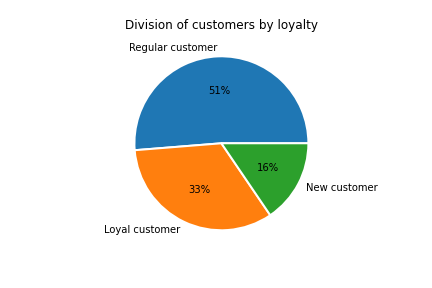 Division of customers by loyalty
Regular customer
51%
16%
33%
New customer
Loyal customer